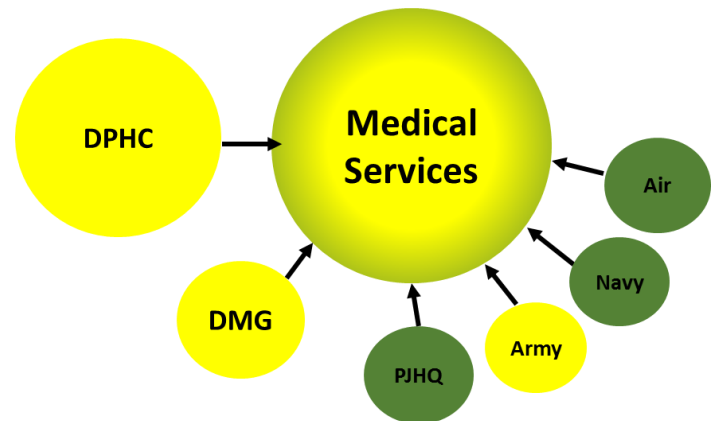 Medical
Services
DPHC
Air
Navy
DMG
Army
PJHQ